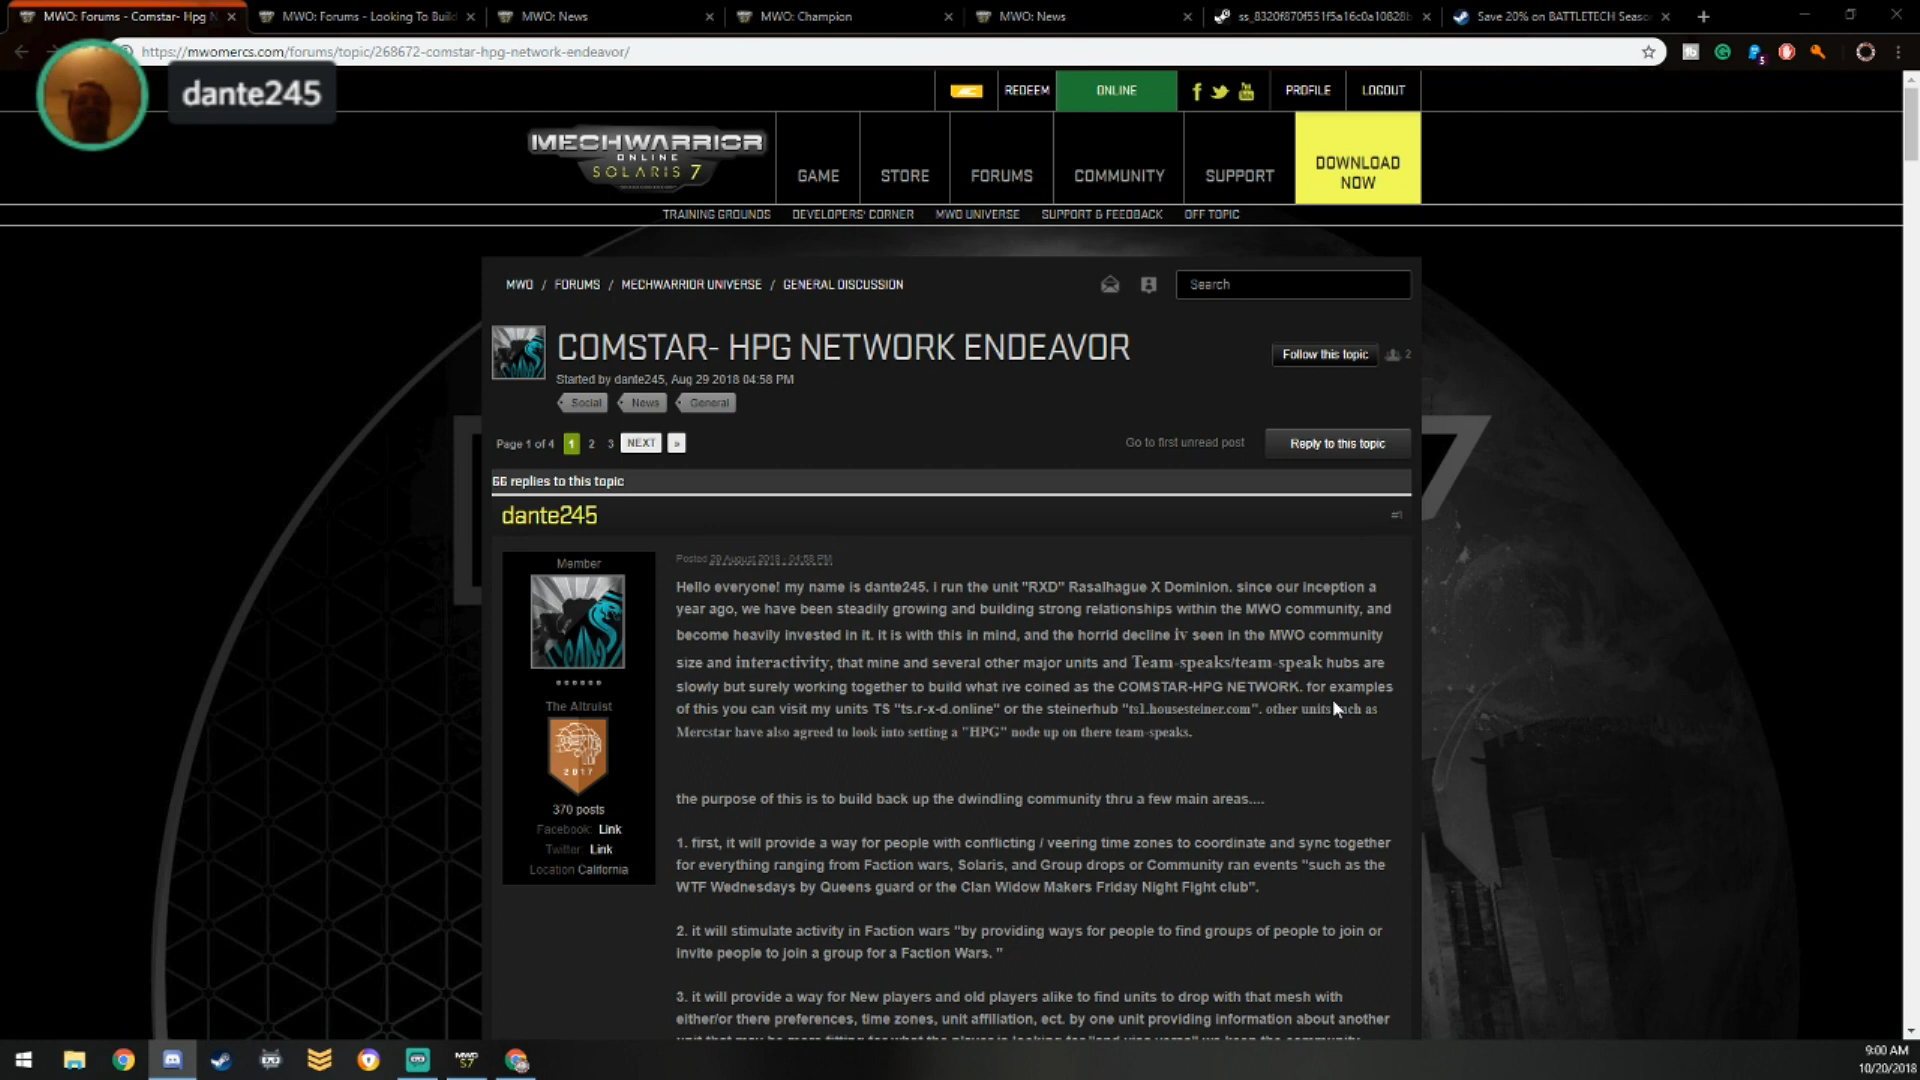 MWO: Forums - Comstar- Hpg N
MWO: Forums - Looking To Build
MWO: News
MWO: Champion
MWO: News
ss_8320f870f551f5a16c0a10828b
Save 20% on BATTLETECH Seaso
https://mwomercs.com/forums/topic/268672-comstar-hpg-network-endeavor/
5
dante245
REDEEM
ONLINE
PROFILE
LOGOUT
MECHWARRIOR
ONLINE
SOLARIS 7
GAME
STORE
FORUMS
COMMUNITY
SUPPORT
DOWNLOAD
NOW
TRAINING GROUNDS
DEVELOPERS' CORNER
MWO UNIVERSE
SUPPORT & FEEDBACK
OFF TOPIC
MWO / FORUMS / MECHWARRIOR UNIVERSE / GENERAL DISCUSSION
Search
COMSTAR- HPG NETWORK ENDEAVOR
Follow this topic
2
Started by dante245, Aug 29 2018 04:58 PM
Social
News
General
Page 1 of 4
1
2
3
NEXT
»
Go to first unread post
Reply to this topic
66 replies to this topic
dante245
#1
Member
The Altruist
2017
370 posts
Facebook: Link
Twitter: Link
Location California
Posted 29 August 2018 - 04:58 PM
Hello everyone! my name is dante245. i run the unit "RXD" Rasalhague X Dominion. since our inception a
year ago, we have been steadily growing and building strong relationships within the MWO community, and
become heavily invested in it. it is with this in mind, and the horrid decline iv seen in the MWO community
size and interactivity, that mine and several other major units and Team-speaks/team-speak hubs are
slowly but surely working together to build what ive coined as the COMSTAR-HPG NETWORK. for examples
of this you can visit my units TS "ts.r-x-d.online" or the steinerhub "ts1.housesteiner.com". other units such as
Mercstar have also agreed to look into setting a "HPG" node up on there team-speaks.
the purpose of this is to build back up the dwindling community thru a few main areas....
1. first, it will provide a way for people with conflicting / veering time zones to coordinate and sync together
for everything ranging from Faction wars, Solaris, and Group drops or Community ran events "such as the
WTF Wednesdays by Queens guard or the Clan Widow Makers Friday Night Fight club".
2. it will stimulate activity in Faction wars "by providing ways for people to find groups of people to join or
invite people to join a group for a Faction Wars. "
3. it will provide a way for New players and old players alike to find units to drop with that mesh with
either/or there preferences, time zones, unit affiliation, ect. by one unit providing information about another
MWO
S7
9:00 AM
10/20/2018